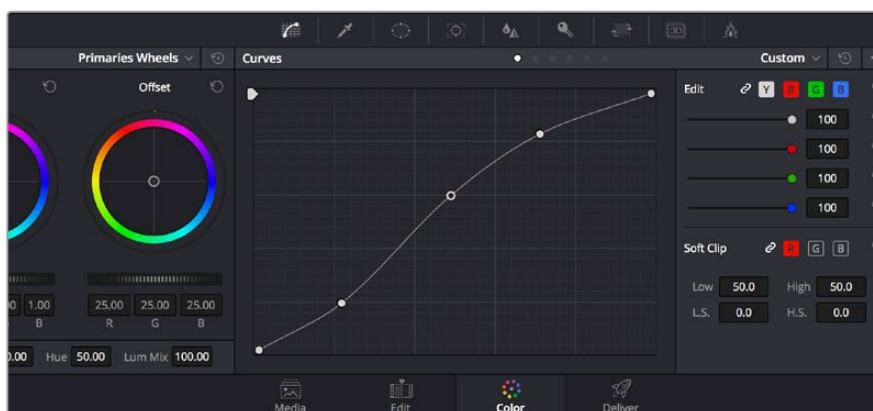 3D
Primaries Wheels
Curves
Custom
Offset
Edit
Y R G B
100
100
100
100
Soft Clip
R G B
Low 50.0 High 50.0
L.S. 0.0 H.S. 0.0
1.00 25.00 25.00 25.00
B R G B
Hue 50.00 Lum Mix 100.00
Media Edit Color Deliver